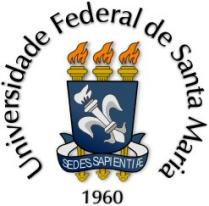 Universidade Federal de Santa Maria
SEDES SAPIENTIÆ
1960